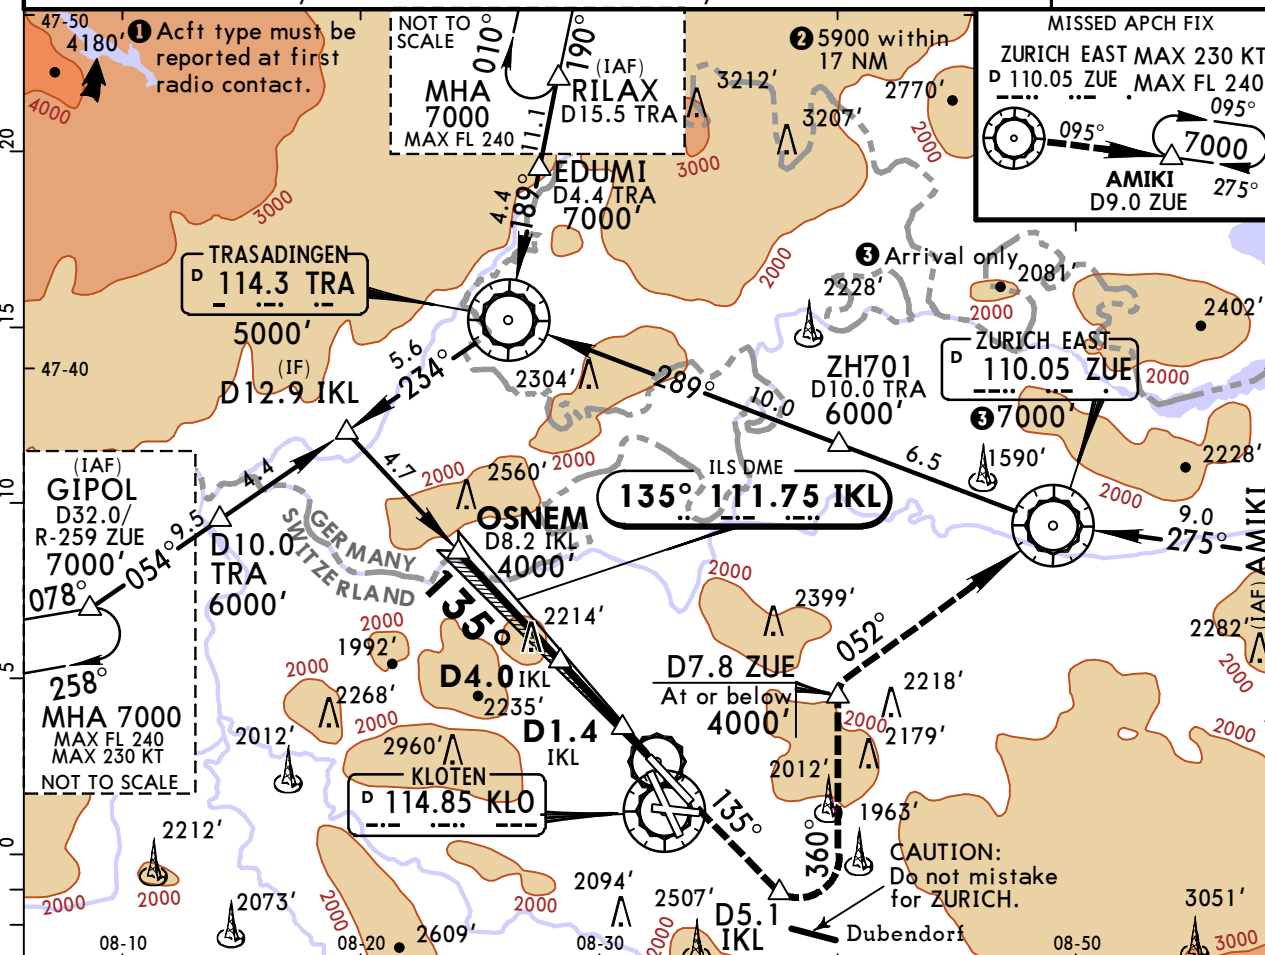 47-50
4180'
1 Acft type must be
reported at first
radio contact.
4000
NOT TO
SCALE
010°
190°
(IAF)
MHA
7000
MAX FL 240
RILAX
D15.5 TRA
11.1
3212'
3207'
3000
2 5900 within
17 NM
2770'
2000
MISSED APCH FIX
ZURICH EAST
D 110.05 ZUE
MAX 230 KT
MAX FL 240
095°
095°
7000
275°
AMIKI
D9.0 ZUE
20
3000
EDUMI
D4.4 TRA
7000'
4.4
189°
TRASADINGEN
D 114.3 TRA
5000'
2000
3 Arrival only
2228'
2081'
2000
2402'
15
47-40
(IF)
D12.9 IKL
5.6
234°
2304'
289°
10.0
ZH701
D10.0 TRA
6000'
ZURICH EAST
D 110.05 ZUE
3 7000'
2000
6.5
1590'
2228'
2000
(IAF)
GIPOL
D32.0/
R-259 ZUE
7000'
4.4
4.7
2000
2560'
2000
ILS DME
135° 111.75 IKL
10
9.5
054°
GERMANY
SWITZERLAND
D10.0
TRA
6000'
OSNEM
D8.2 IKL
4000'
9.0
275°
(IAF) AMIKI
078°
258°
MHA 7000
MAX FL 240
MAX 230 KT
NOT TO SCALE
135°
2000
1992'
2214'
2000
2399'
052°
2282'
2000
5
2000
2268'
D4.0 IKL
2235'
D7.8 ZUE
At or below
4000'
2218'
2000
2179'
2000
2012'
2000
2960'
D1.4
IKL
2012'
KLOTEN
D 114.85 KLO
135°
360°
1963'
0
2212'
2000
2000
2073'
2000
2609'
2000
2094'
2507'
2000
D5.1
IKL
CAUTION:
Do not mistake
for ZURICH.
Dubendorf
3051'
3000
08-10
08-20
08-30
08-50